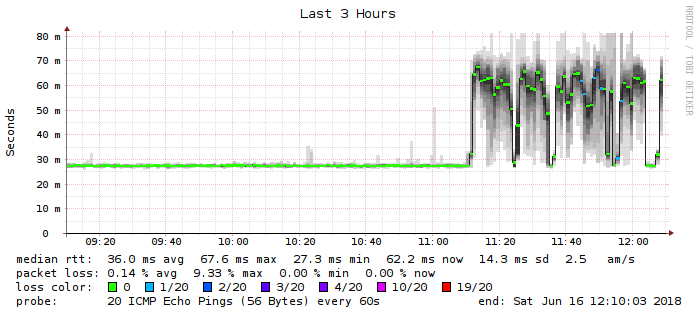 Last 3 Hours
RRDTOOL / TOBI OETIKER
Seconds
80 m
70 m
60 m
50 m
40 m
30 m
20 m
10 m
0
09:20 09:40 10:00 10:20 10:40 11:00 11:20 11:40 12:00
median rtt: 36.0 ms avg 67.6 ms max 27.3 ms min 62.2 ms now 14.3 ms sd 2.5 am/s
packet loss: 0.14 % avg 9.33 % max 0.00 % min 0.00 % now
loss color: 0 1/20 2/20 3/20 4/20 10/20 19/20
probe: 20 ICMP Echo Pings (56 Bytes) every 60s end: Sat Jun 16 12:10:03 2018